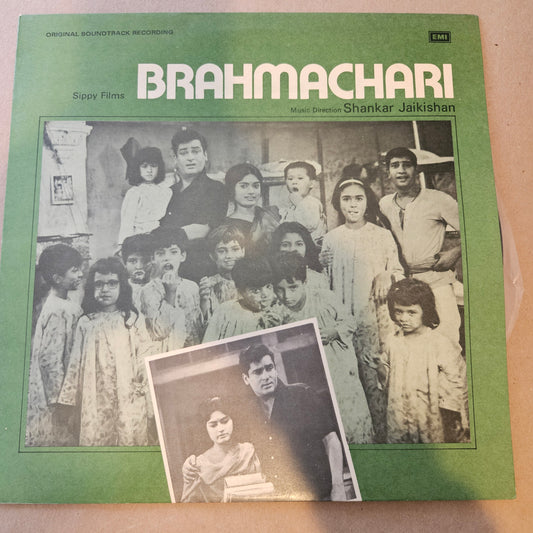 ORIGINAL SOUNDTRACK RECORDING
EMI
Sippy Films
BRAHMACHARI
Music Direction Shankar Jaikishan